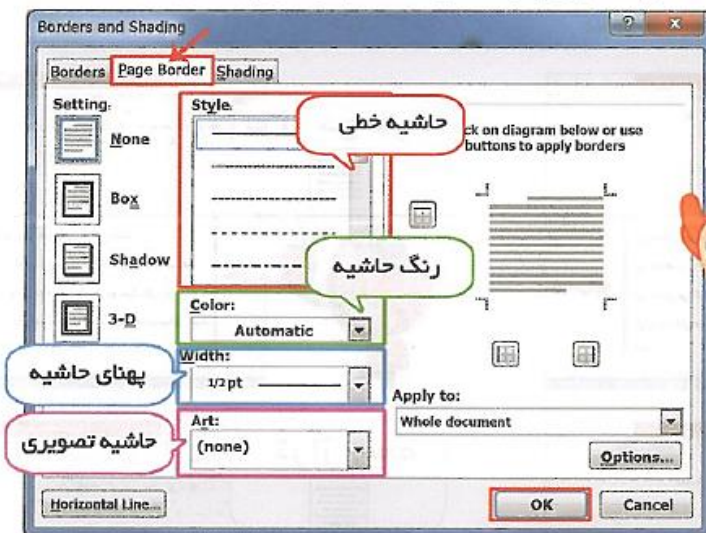 Borders and Shading
Borders Page Border Shading
Setting:
None
Box
Shadow
3-D
Style:
حاشیه خطی
ck on diagram below or use
buttons to apply borders
رنگ حاشیه
Color:
Automatic
پهنای حاشیه
Width:
1/2 pt
حاشیه تصویری
Art:
(none)
Apply to:
Whole document
Options...
Horizontal Line...
OK
Cancel